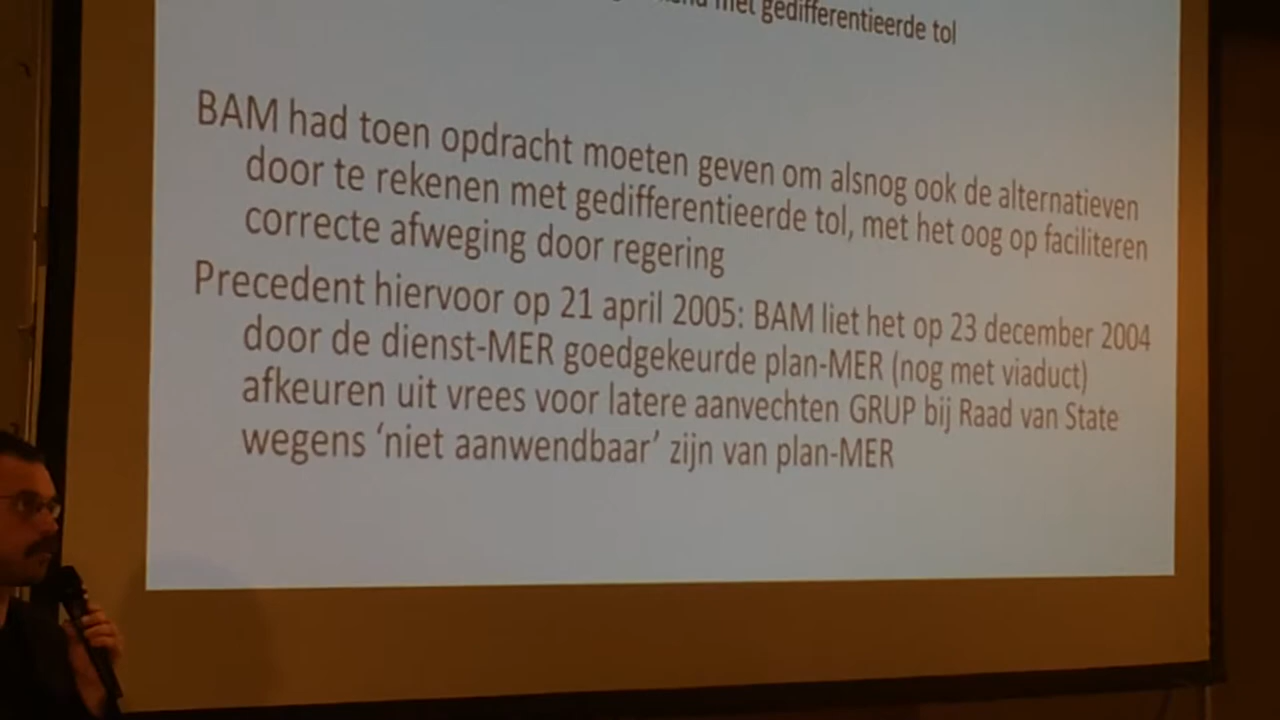 met gedifferentieerde tol
BAM had toen opdracht moeten geven om alsnog ook de alternatieven
door te rekenen met gedifferentieerde tol, met het oog op faciliteren
correcte afweging door regering
Precedent hiervoor op 21 april 2005: BAM liet het op 23 december 2004
door de dienst-MER goedgekeurde plan-MER (nog met viaduct)
afkeuren uit vrees voor latere aanvechten GRUP bij Raad van State
wegens ‘niet aanwendbaar’ zijn van plan-MER